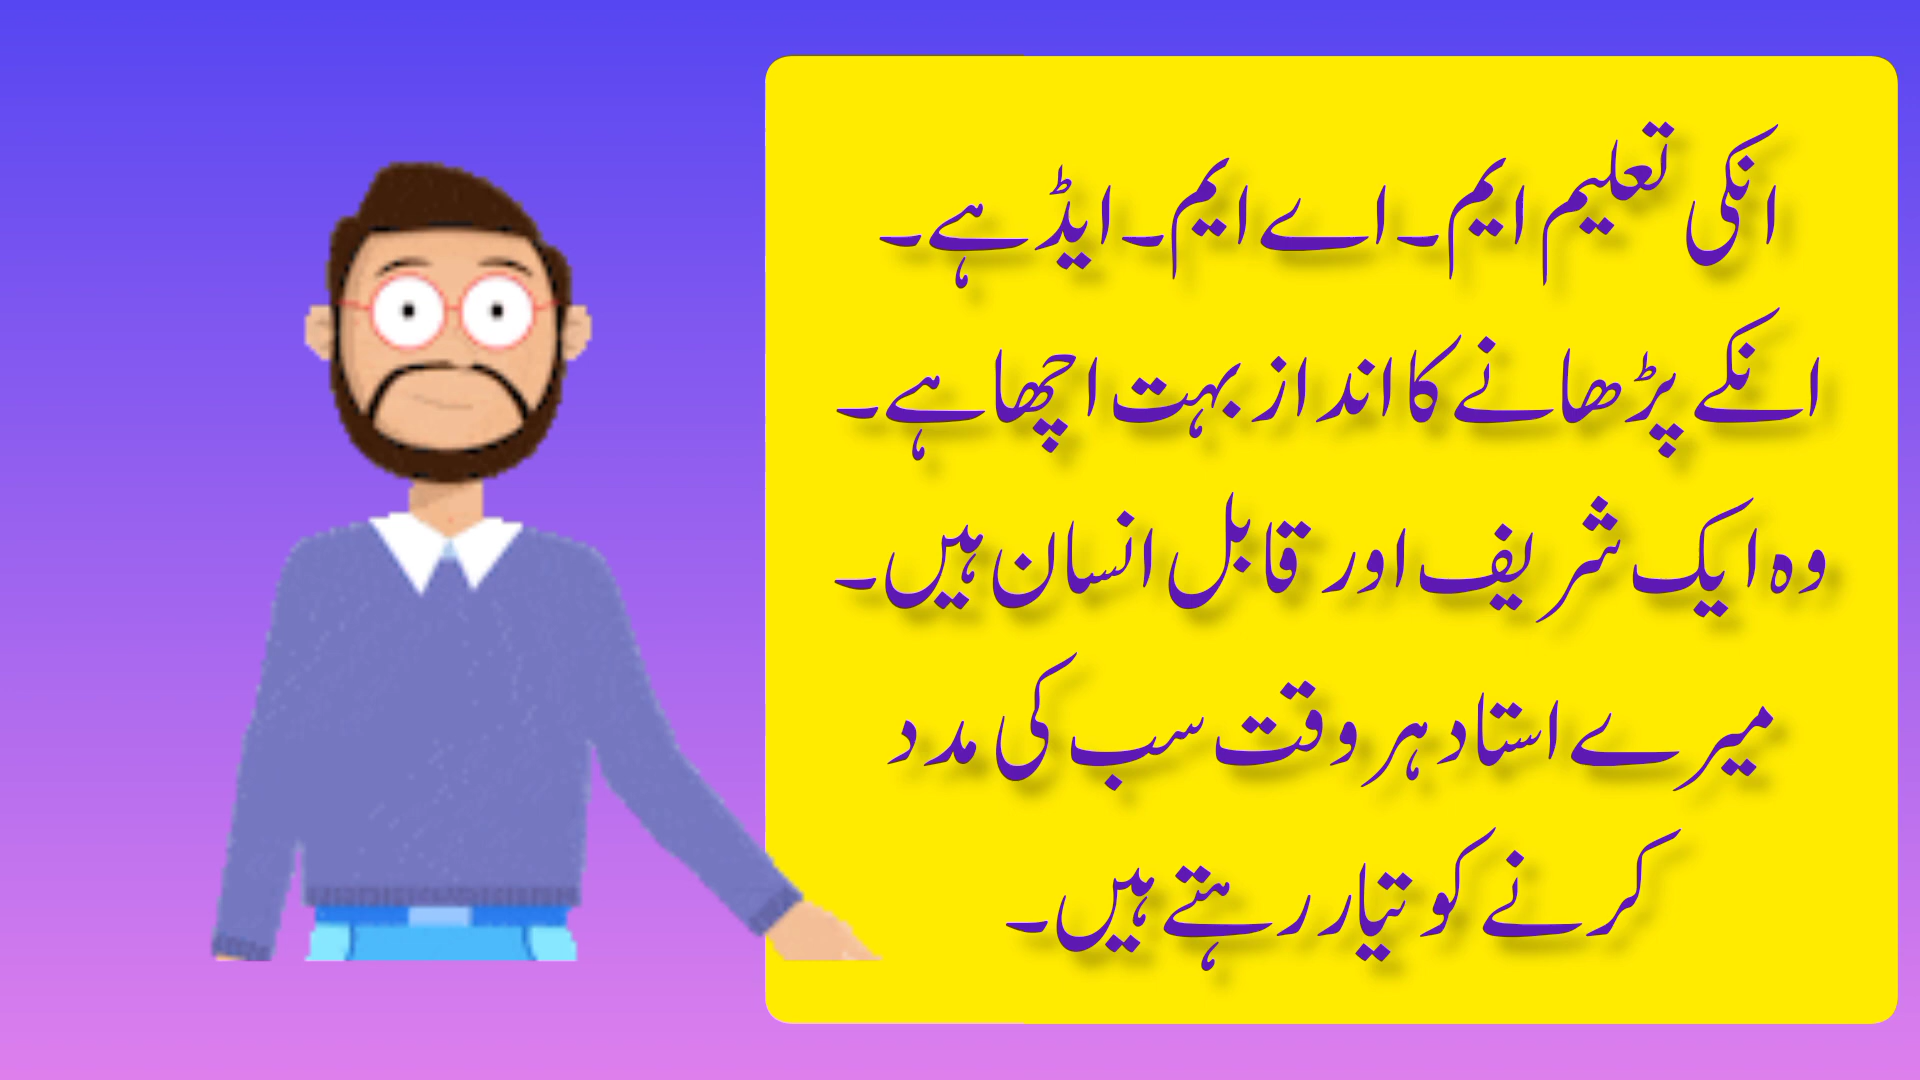 انکی تعلیم ایم۔اے ایم۔ایڈ ہے۔
انکے پڑھانے کا انداز بہت اچھا ہے۔
وہ ایک شریف اور قابل انسان ہیں۔
میرے استاد ہر وقت سب کی مدد
کرنے کو تیار رہتے ہیں۔